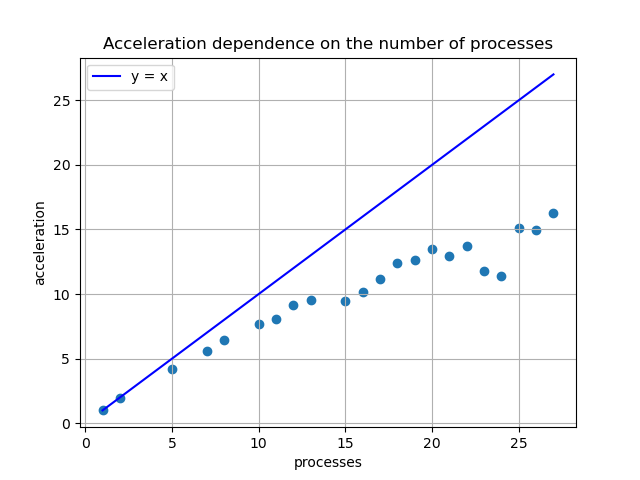 Acceleration dependence on the number of processes
y = x
25
20
15
10
5
0
acceleration
0 5 10 15 20 25
processes